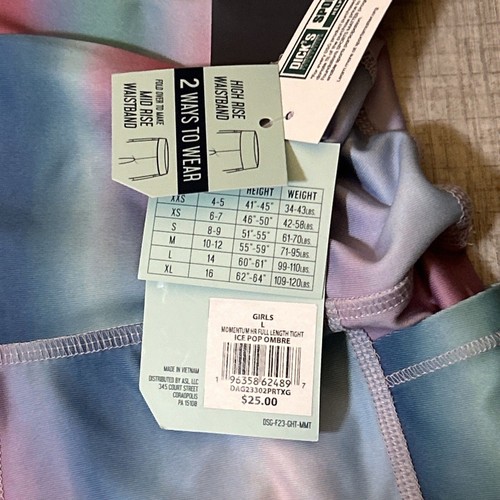 DICK'S
SPO
HIGH RISE
WAISTBAND
2 WAYS TO WEAR
FOLD OVER TO MAKE
MID RISE
WAISTBAND
HEIGHT WEIGHT
XXS 4-5 41"-45" 34-43LBS.
XS 6-7 46"-50" 42-58LBS.
S 8-9 51"-55" 61-70LBS.
M 10-12 55"-59" 71-95LBS.
L 14 60"-61" 99-110LBS.
XL 16 62"-64" 109-120LBS.
GIRLS
L
MOMENTUM HR FULL LENGTH TIGHT
ICE POP OMBRE
1 96358 62489 7
DAG23302PRTXG
$25.00
MADE IN VIETNAM
DISTRIBUTED BY ASL LLC
345 COURT STREET
CORAOPOLIS
PA 15108
DSG-F23-GHT-MMT